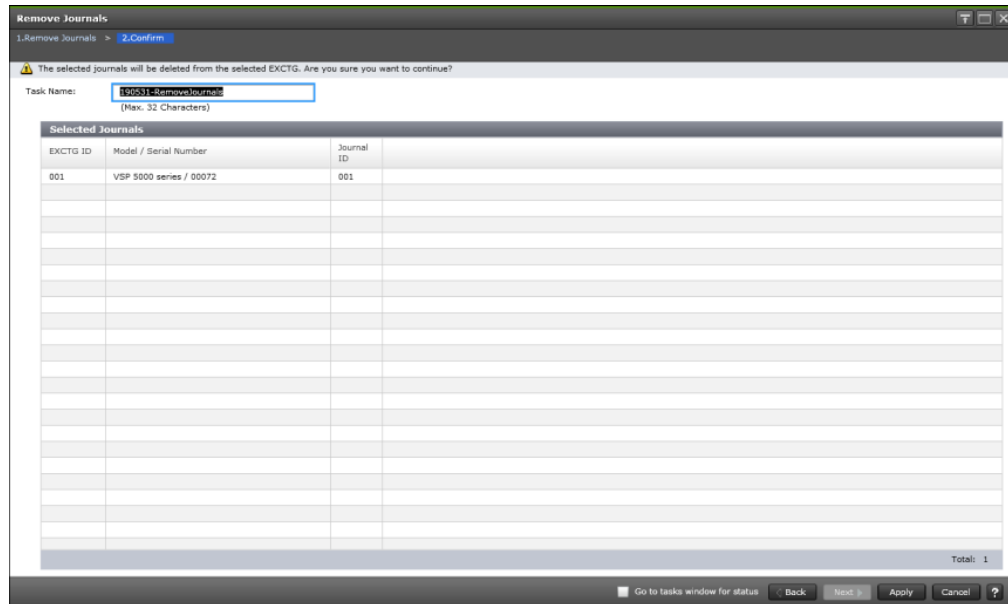 Remove Journals
1.Remove Journals > 2.Confirm
The selected journals will be deleted from the selected EXCTG. Are you sure you want to continue?
Task Name: 190531-RemoveJournals
(Max. 32 Characters)
Selected Journals
EXCTG ID Model / Serial Number Journal ID
001 VSP 5000 series / 00072 001
Total: 1
Go to tasks window for status Back Next Apply Cancel ?